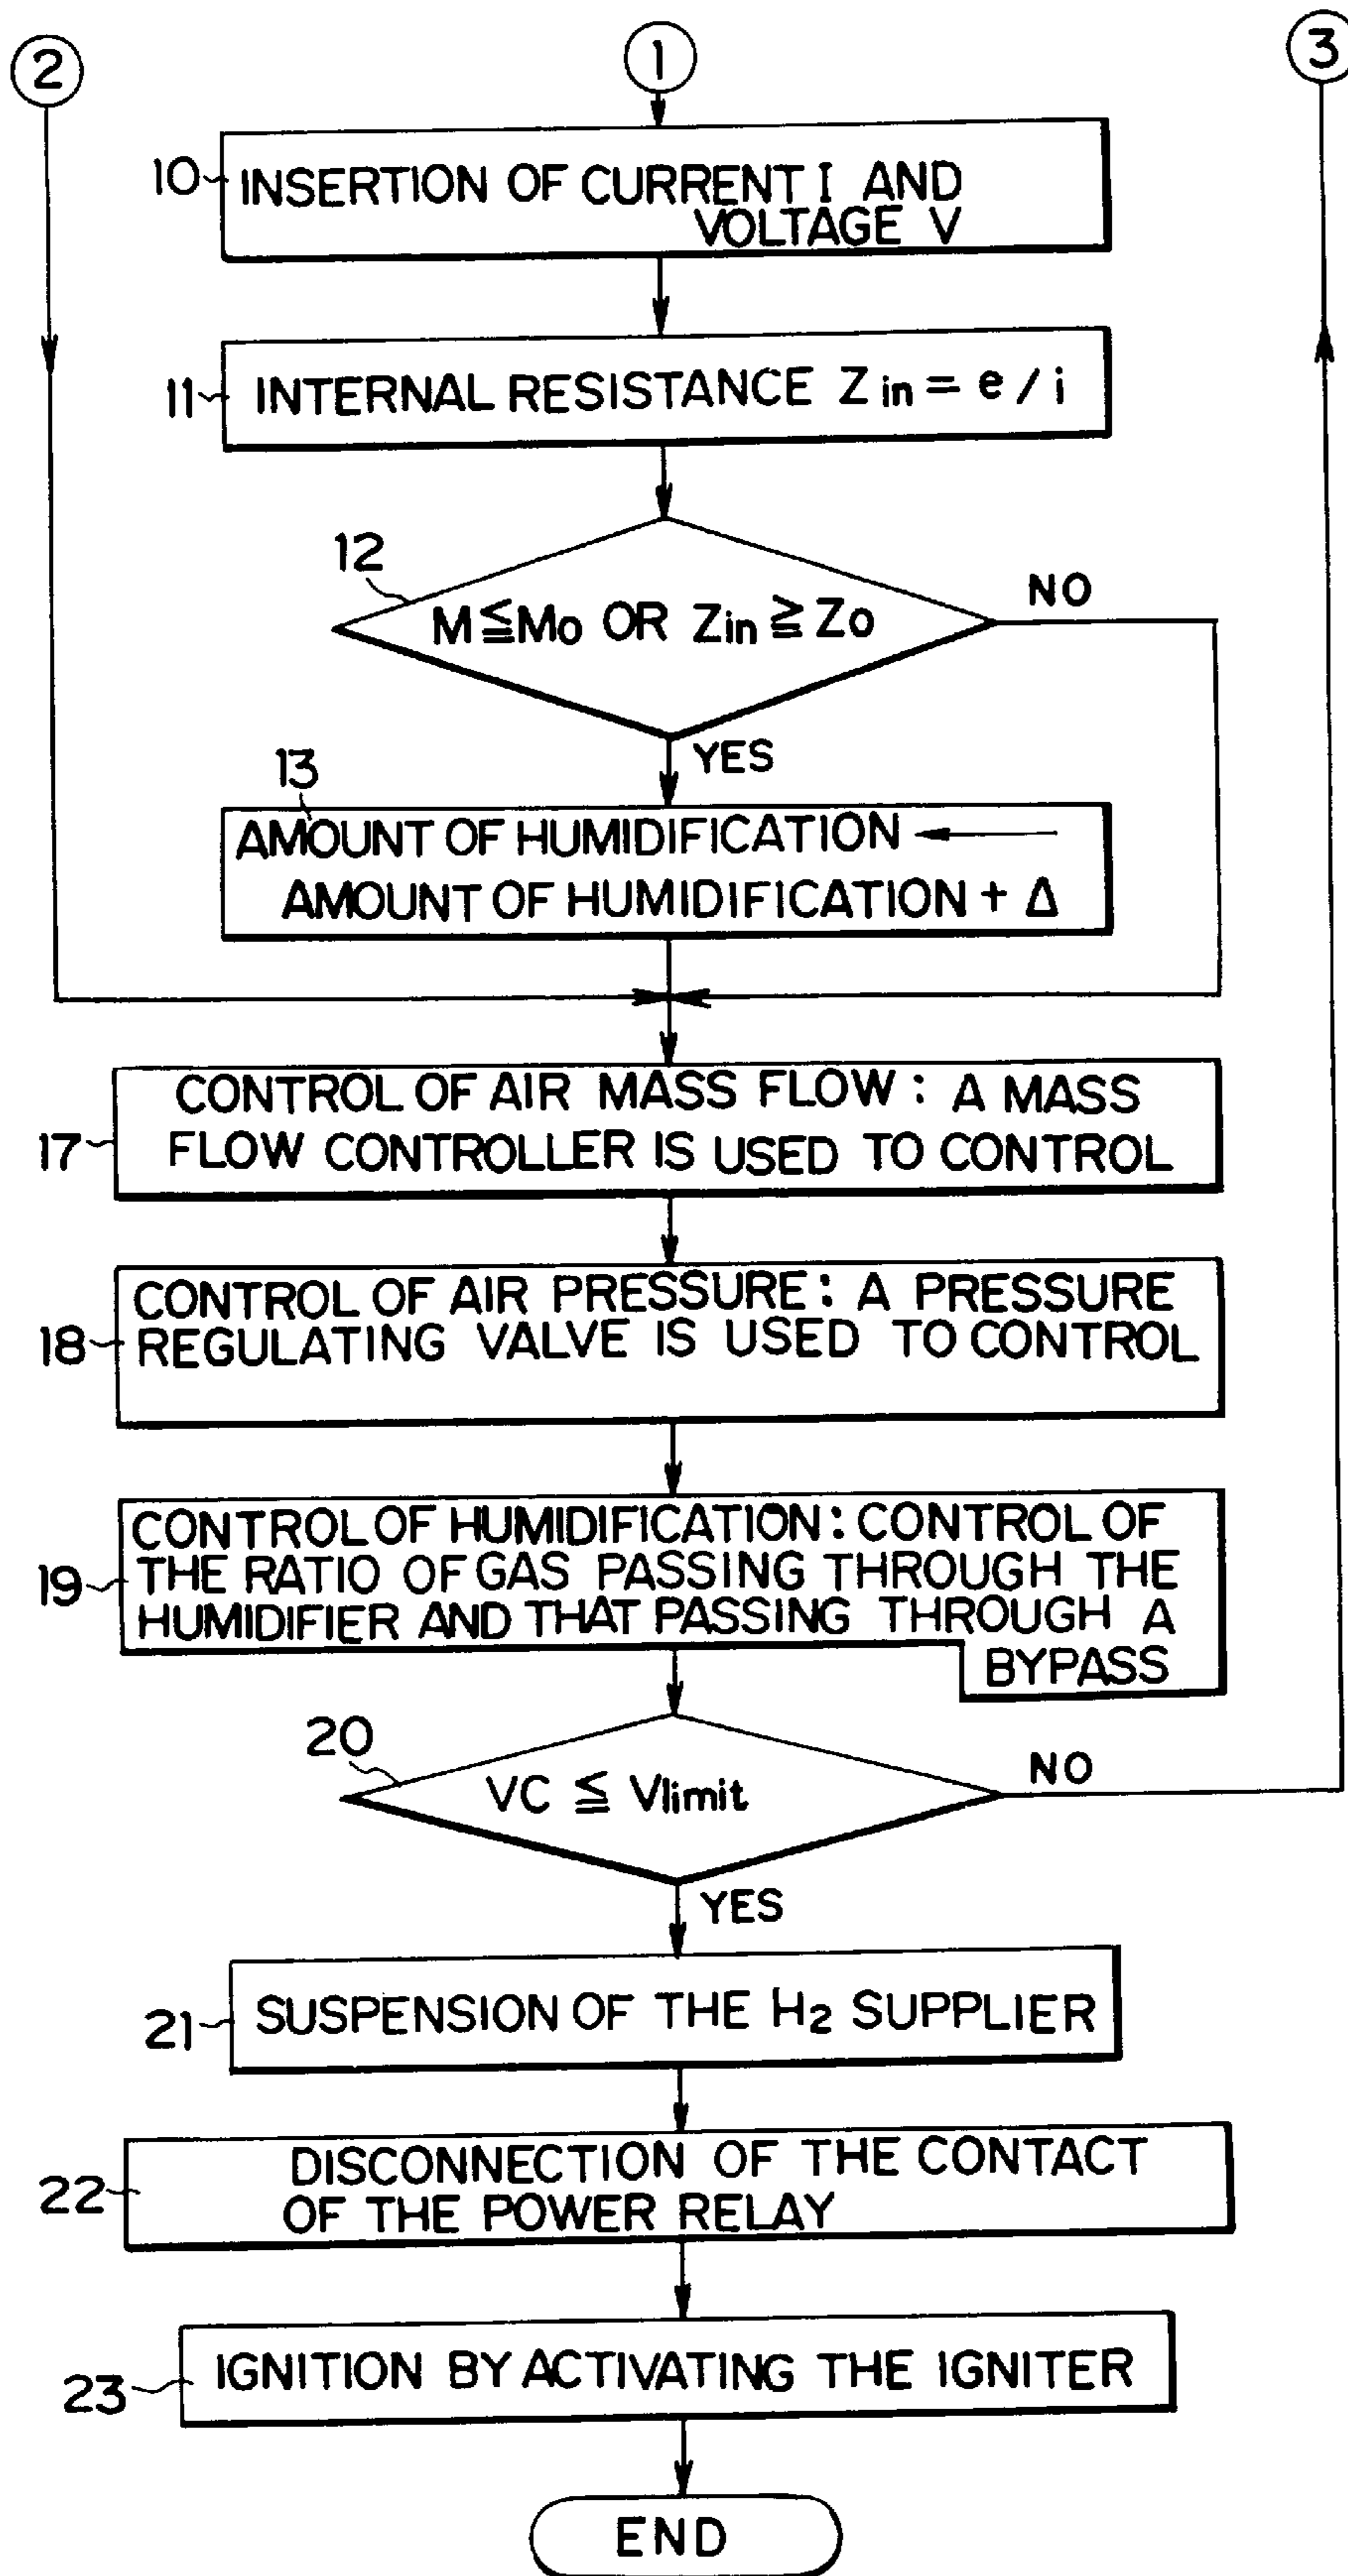 2
1
3
10
INSERTION OF CURRENT I AND
VOLTAGE V
11
INTERNAL RESISTANCE Zin = e / i
12
M ≦ Mo OR Zin ≧ Zo
NO
YES
13
AMOUNT OF HUMIDIFICATION ←
AMOUNT OF HUMIDIFICATION + Δ
17
CONTROL OF AIR MASS FLOW : A MASS
FLOW CONTROLLER IS USED TO CONTROL
18
CONTROL OF AIR PRESSURE : A PRESSURE
REGULATING VALVE IS USED TO CONTROL
19
CONTROL OF HUMIDIFICATION : CONTROL OF
THE RATIO OF GAS PASSING THROUGH THE
HUMIDIFIER AND THAT PASSING THROUGH A
BYPASS
20
VC ≦ Vlimit
NO
YES
21
SUSPENSION OF THE H2 SUPPLIER
22
DISCONNECTION OF THE CONTACT
OF THE POWER RELAY
23
IGNITION BY ACTIVATING THE IGNITER
END